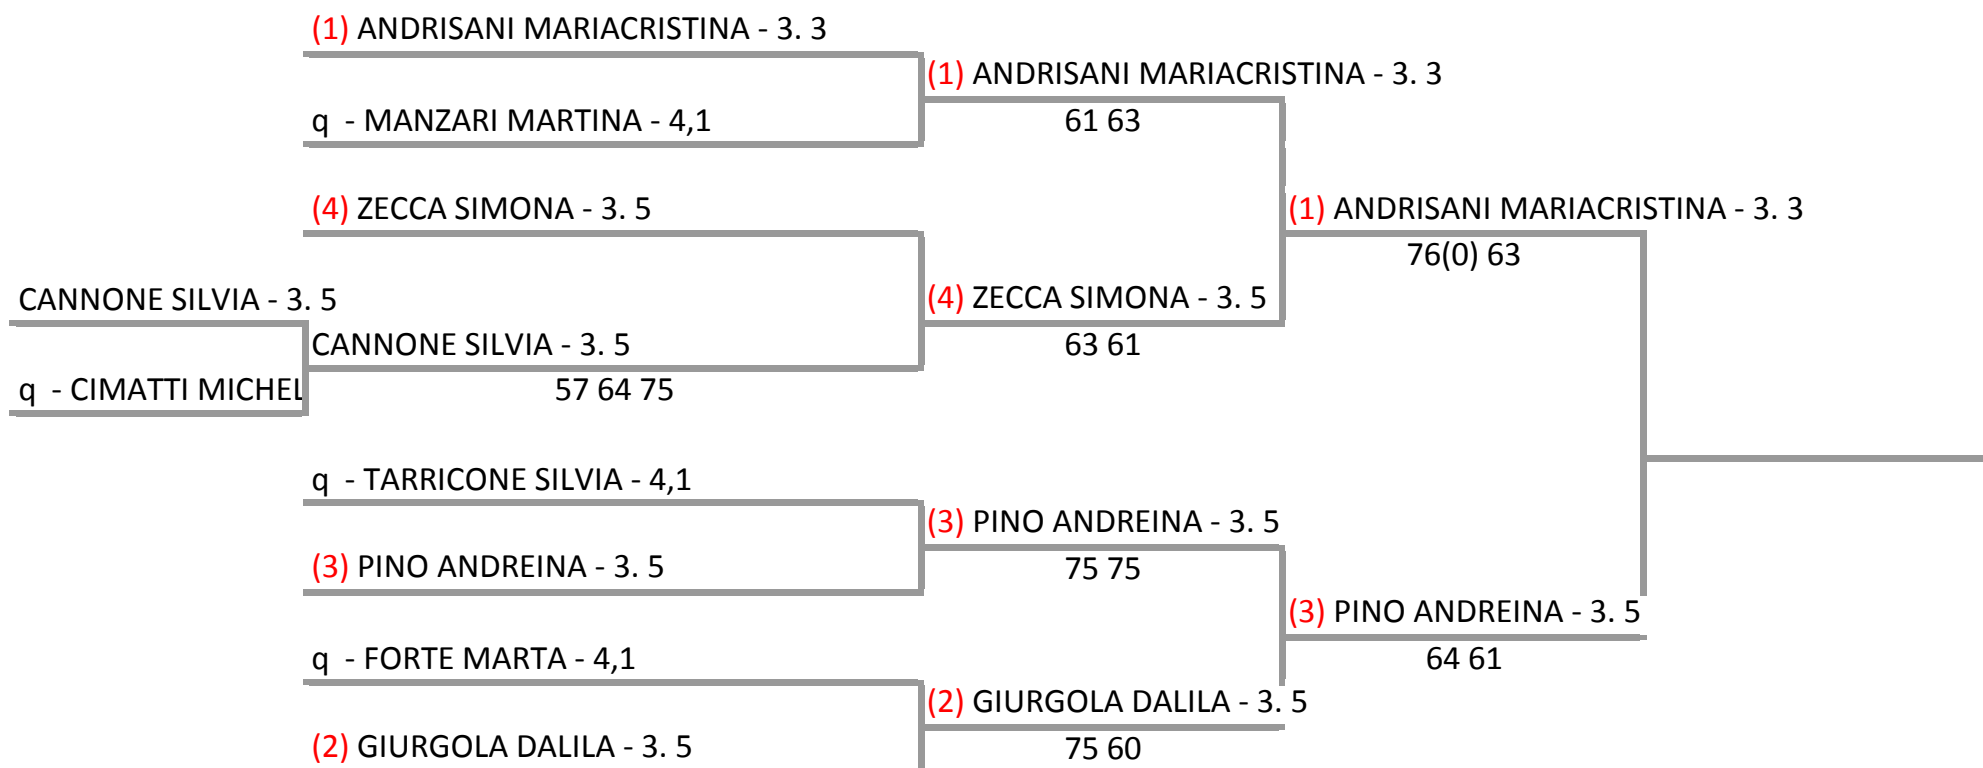 (1) ANDRISANI MARIACRISTINA - 3. 3
(1) ANDRISANI MARIACRISTINA - 3. 3
q - MANZARI MARTINA - 4,1
61 63
(4) ZECCA SIMONA - 3. 5
(1) ANDRISANI MARIACRISTINA - 3. 3
76(0) 63
CANNONE SILVIA - 3. 5
(4) ZECCA SIMONA - 3. 5
CANNONE SILVIA - 3. 5
63 61
q - CIMATTI MICHEL
57 64 75
q - TARRICONE SILVIA - 4,1
(3) PINO ANDREINA - 3. 5
(3) PINO ANDREINA - 3. 5
75 75
(3) PINO ANDREINA - 3. 5
q - FORTE MARTA - 4,1
64 61
(2) GIURGOLA DALILA - 3. 5
(2) GIURGOLA DALILA - 3. 5
75 60